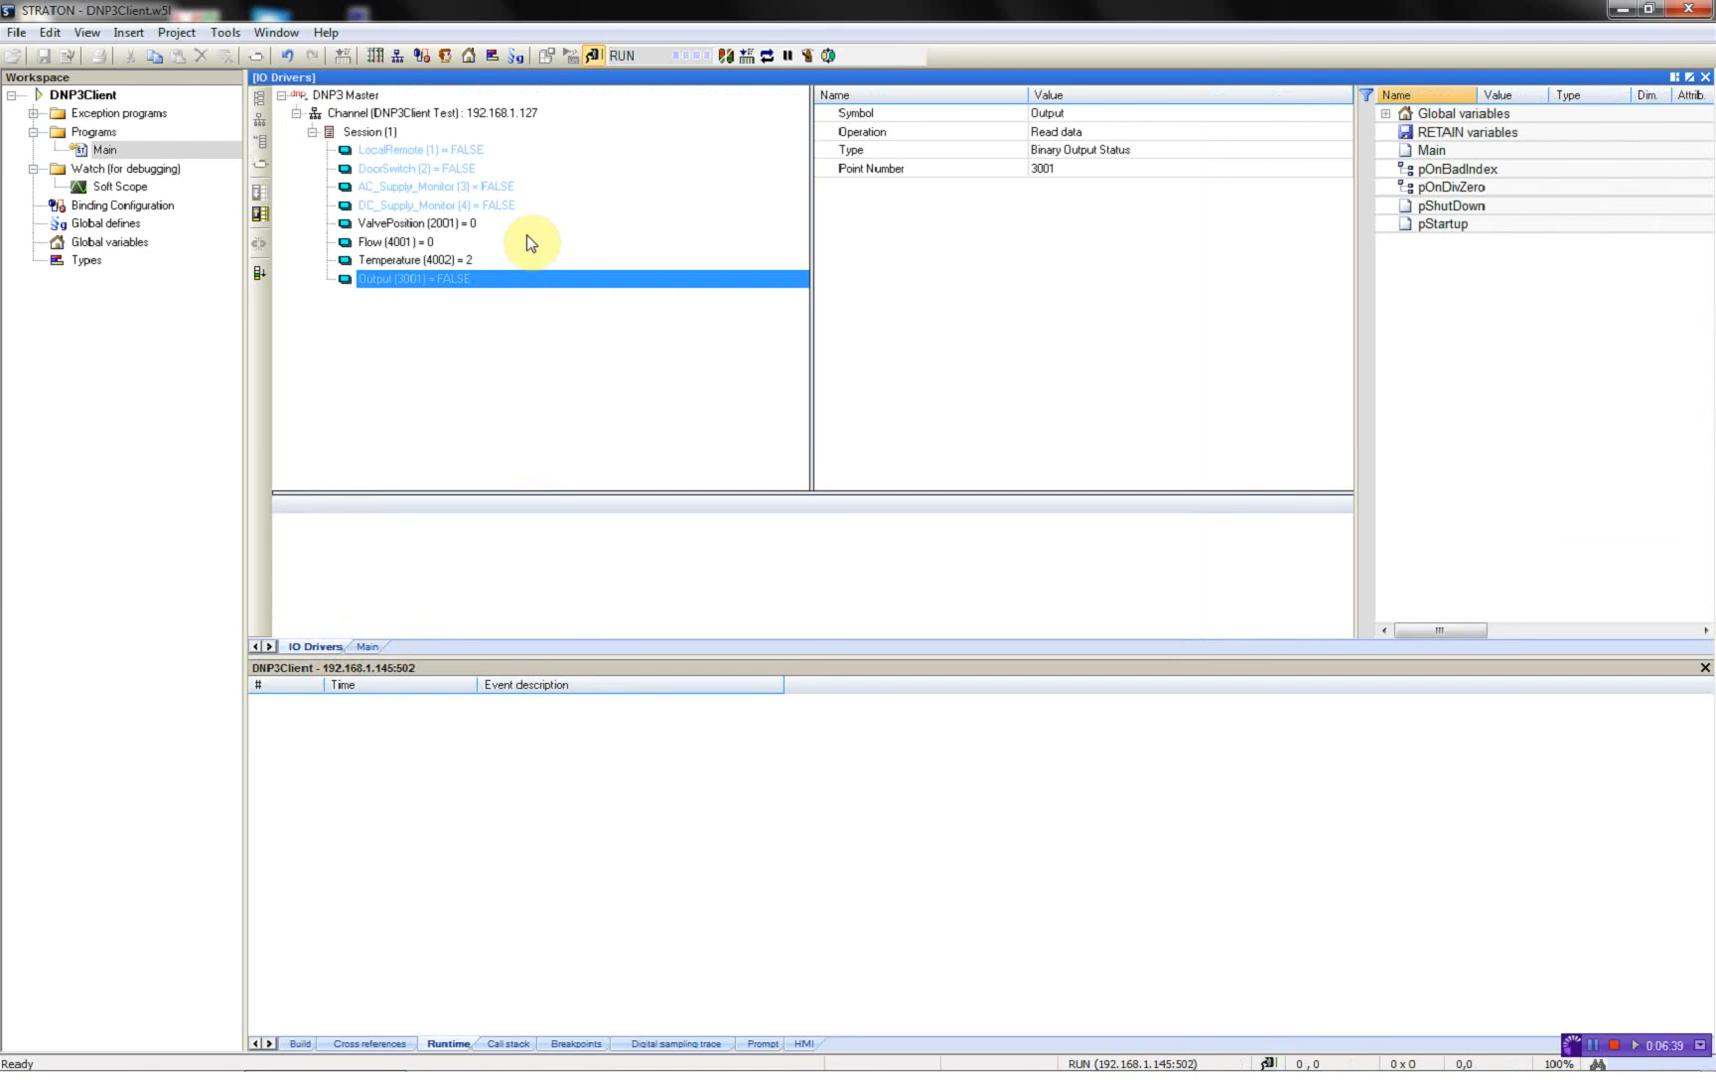 STRATON - DNP3Client.w5l
File Edit View Insert Project Tools Window Help
RUN
Workspace
DNP3Client
Exception programs
Programs
Main
Watch (for debugging)
Soft Scope
Binding Configuration
Global defines
Global variables
Types
[IO Drivers]
DNP3 Master
Channel (DNP3Client Test) : 192.168.1.127
Session (1)
LocalRemote (1) = FALSE
DoorSwitch (2) = FALSE
AC_Supply_Monitor (3) = FALSE
DC_Supply_Monitor (4) = FALSE
ValvePosition (2001) = 0
Flow (4001) = 0
Temperature (4002) = 2
Output (3001) = FALSE
Name Value
Symbol Output
Operation Read data
Type Binary Output Status
Point Number 3001
Name Value Type Dim. Attrib.
Global variables
RETAIN variables
Main
pOnBadIndex
pOnDivZero
pShutDown
pStartup
IO Drivers Main
DNP3Client - 192.168.1.145:502
# Time Event description
Build Cross references Runtime Call stack Breakpoints Digital sampling trace Prompt HMI
0:06:39
Ready RUN (192.168.1.145:502) 0 , 0 0 x 0 0,0 100%